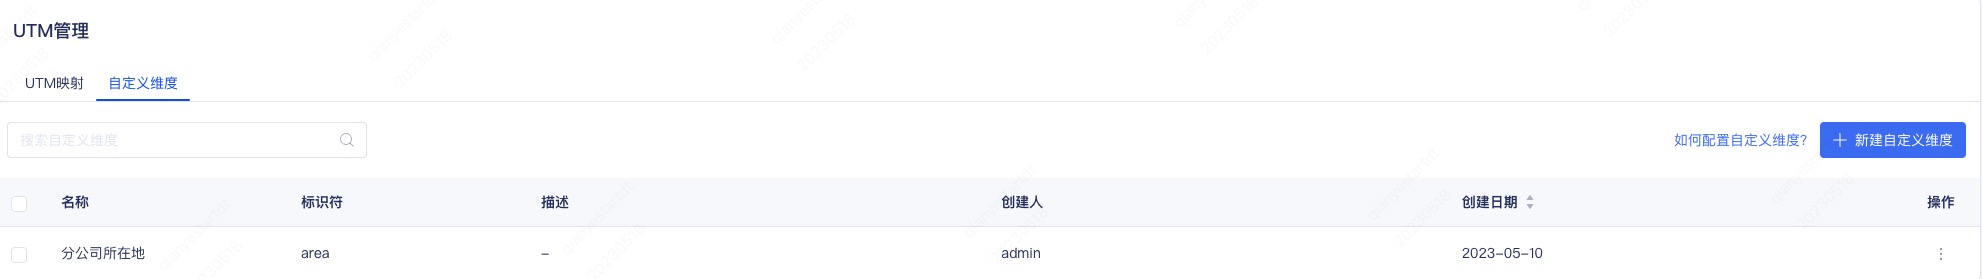 UTM管理
UTM映射 自定义维度
搜索自定义维度 如何配置自定义维度? 新建自定义维度
名称 标识符 描述 创建人 创建日期 操作
分公司所在地 area – admin 2023-05-10